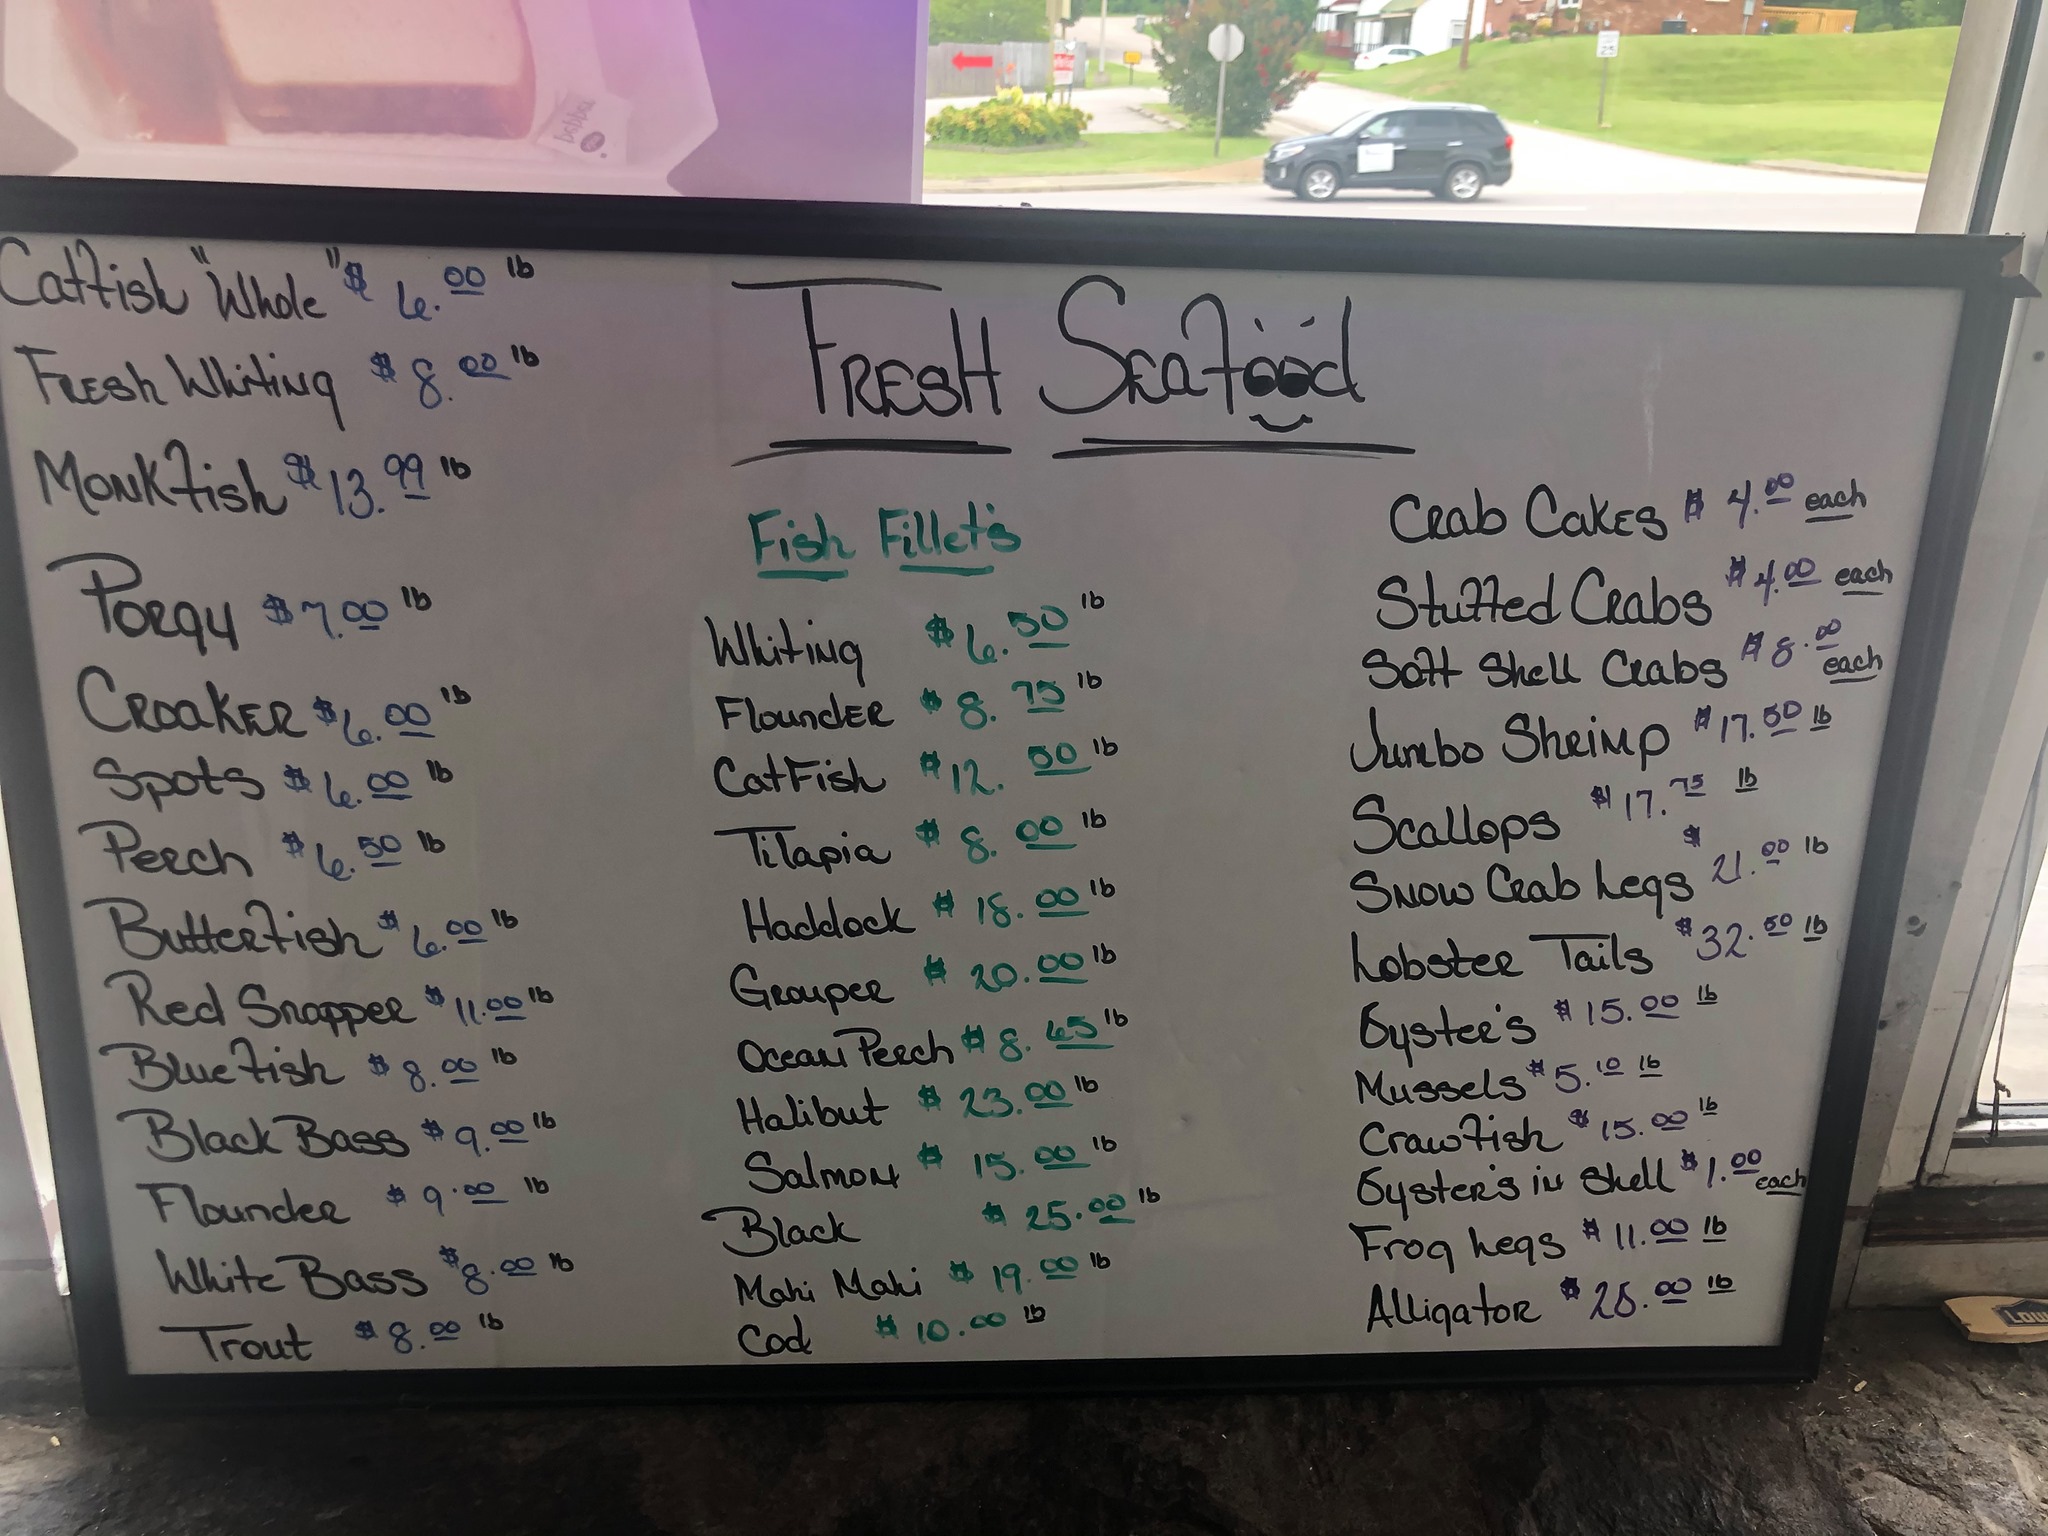 Debbie
Fresh Seafood
Catfish "Whole" $6.00 lb
Fresh Whiting $8.00 lb
Monkfish $13.99 lb
Porgy $7.00 lb
Croaker $6.00 lb
Spots $6.00 lb
Perch $6.50 lb
Butterfish $6.00 lb
Red Snapper $11.00 lb
Bluefish $8.00 lb
Black Bass $9.00 lb
Flounder $9.00 lb
White Bass $8.00 lb
Trout $8.00 lb
Fish Fillet's
Whiting $6.50 lb
Flounder $8.75 lb
CatFish $12.50 lb
Tilapia $8.00 lb
Haddock $18.00 lb
Grouper $20.00 lb
Ocean Perch $8.65 lb
Halibut $23.00 lb
Salmon $15.00 lb
Black $25.00 lb
Mahi Mahi $19.00 lb
Cod $10.00 lb
Crab Cakes $4.00 each
Stuffed Crabs $4.00 each
Soft Shell Crabs $8.00 each
Jumbo Shrimp $17.50 lb
Scallops $17.75 lb
Snow Crab Legs $21.00 lb
Lobster Tails $32.50 lb
Oyster's $15.00 lb
Mussels $5.10 lb
Crawfish $15.00 lb
Oyster's in Shell $1.00 each
Frog Legs $11.00 lb
Alligator $28.00 lb